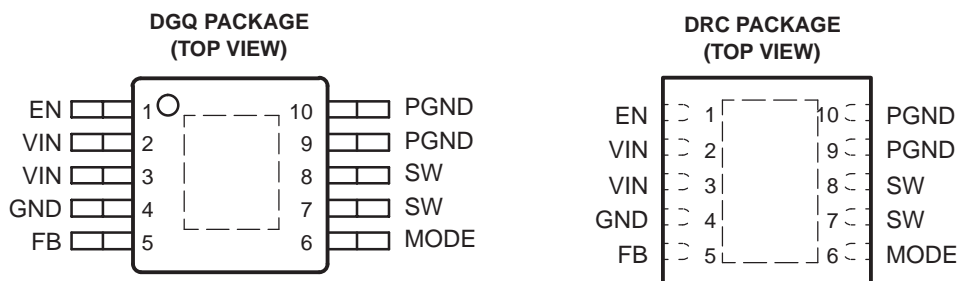 DGQ PACKAGE
(TOP VIEW)
EN 1 10 PGND
VIN 2 9 PGND
VIN 3 8 SW
GND 4 7 SW
FB 5 6 MODE
DRC PACKAGE
(TOP VIEW)
EN 1 10 PGND
VIN 2 9 PGND
VIN 3 8 SW
GND 4 7 SW
FB 5 6 MODE